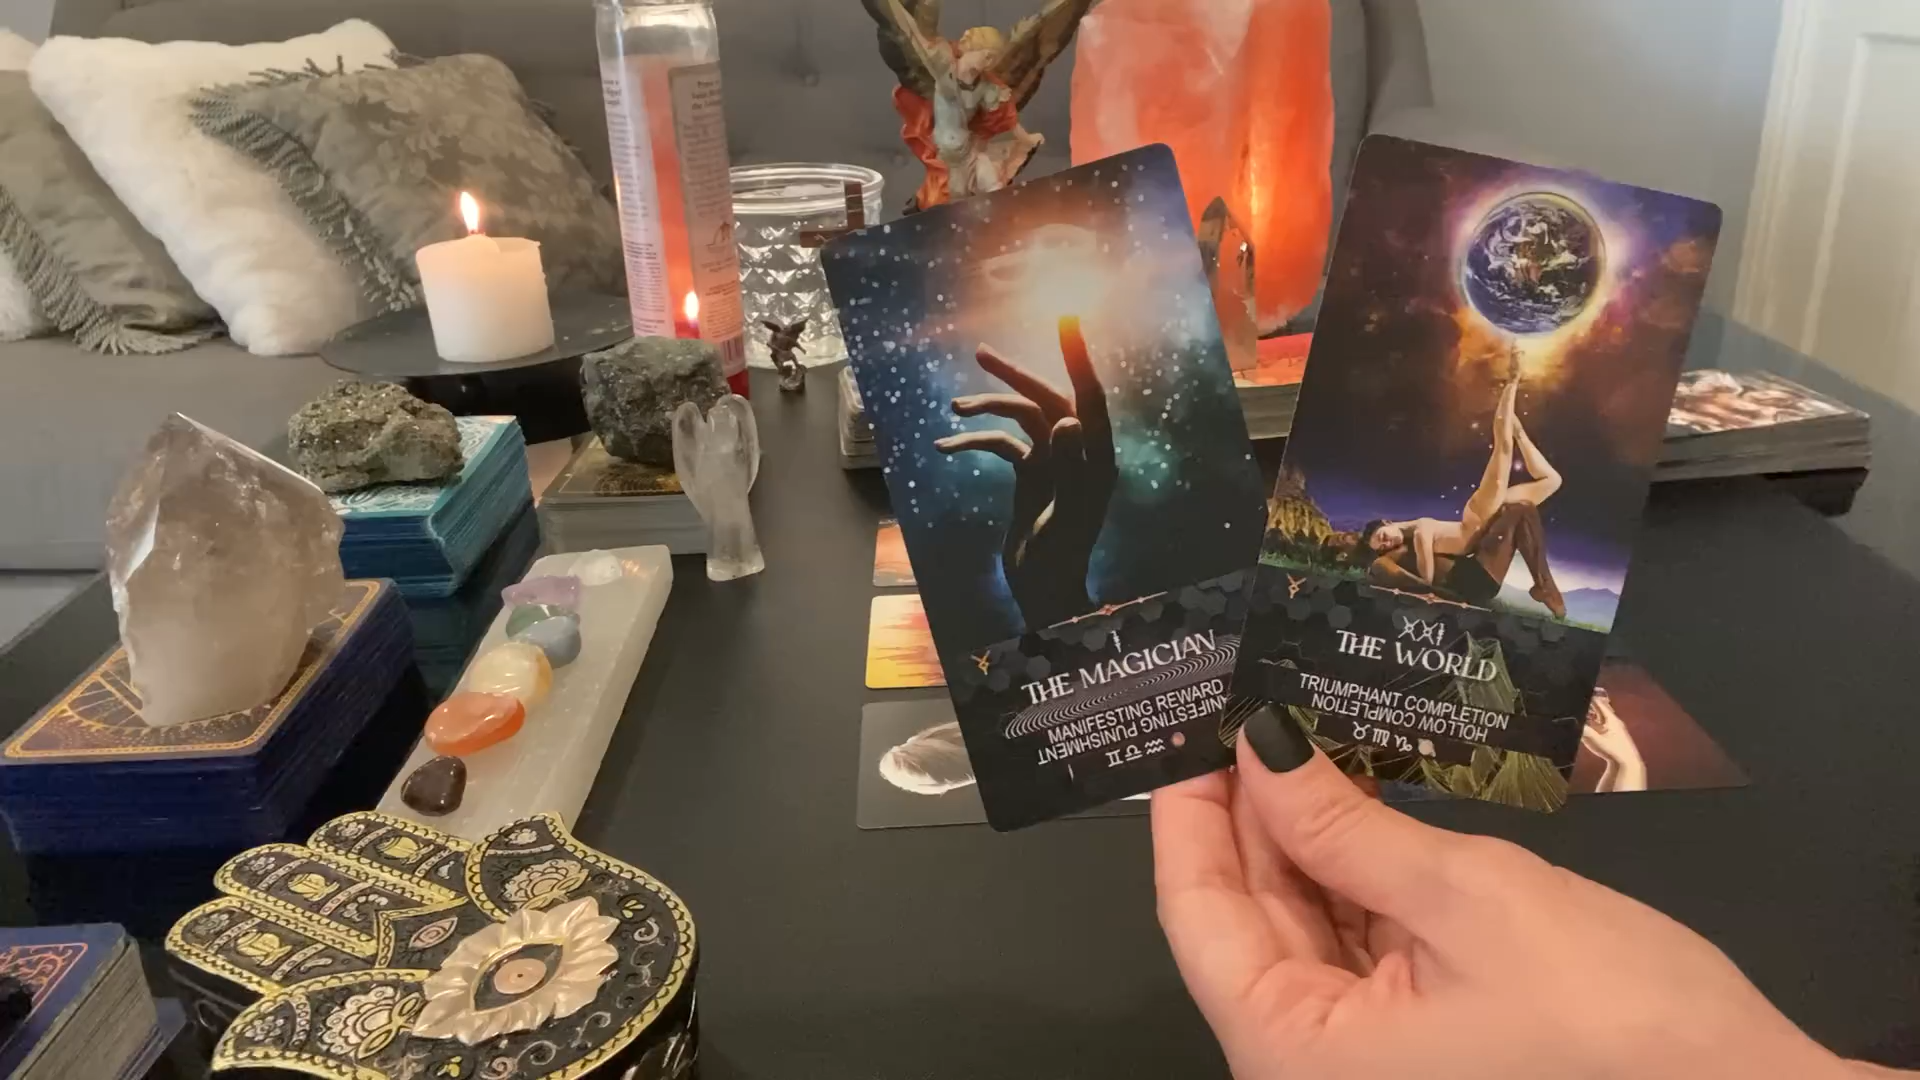 I
THE MAGICIAN
MANIFESTING REWARD
MANIFESTING PUNISHMENT
♊ ♎ ♒
XXI
THE WORLD
TRIUMPHANT COMPLETION
HOLLOW COMPLETION
♉ ♏ ♑